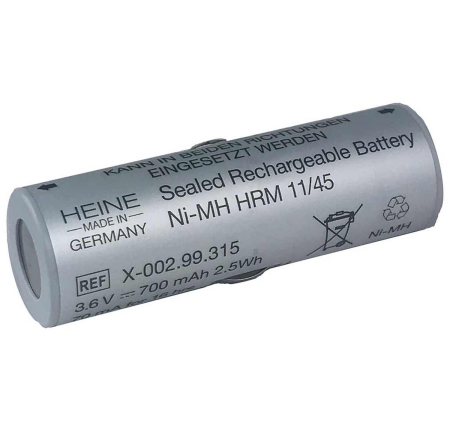 KANN IN BEIDEN RICHTUNGEN
EINGESETZT WERDEN
HEINE
MADE IN
GERMANY
Sealed Rechargeable Battery
Ni-MH HRM 11/45
Ni-MH
REF X-002.99.315
3.6 V ⎓ 700 mAh 2.5Wh